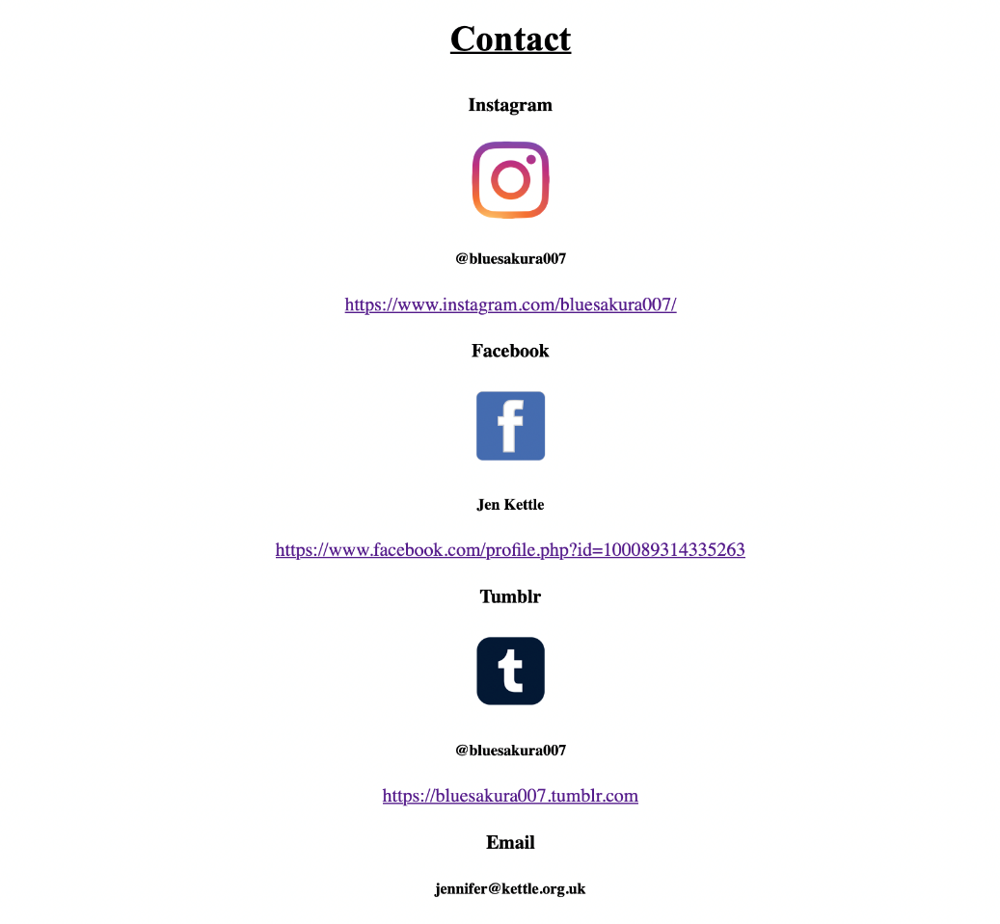 Contact
Instagram
@bluesakura007
https://www.instagram.com/bluesakura007/
Facebook
f
Jen Kettle
https://www.facebook.com/profile.php?id=100089314335263
Tumblr
t
@bluesakura007
https://bluesakura007.tumblr.com
Email
jennifer@kettle.org.uk